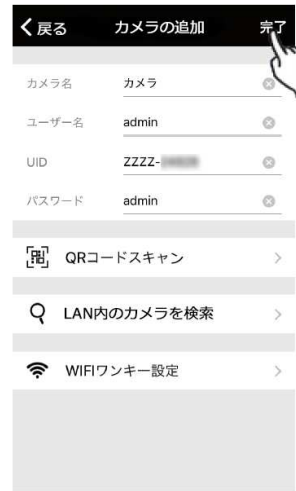 戻る カメラの追加 完了
カメラ名 カメラ
ユーザー名 admin
UID ZZZZ-
パスワード admin
QRコードスキャン
LAN内のカメラを検索
WIFIワンキー設定